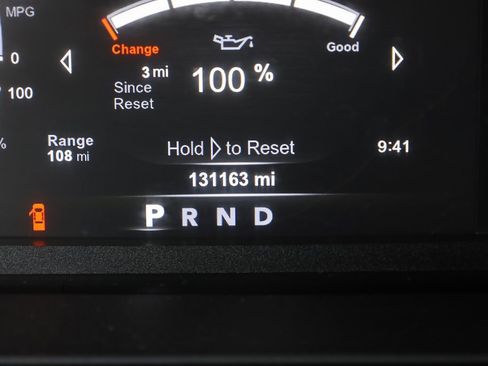 MPG
0
100
%
Change
Good
3 mi
Since
Reset
100 %
Range
108 mi
Hold ▷ to Reset
9:41
131163 mi
P R N D